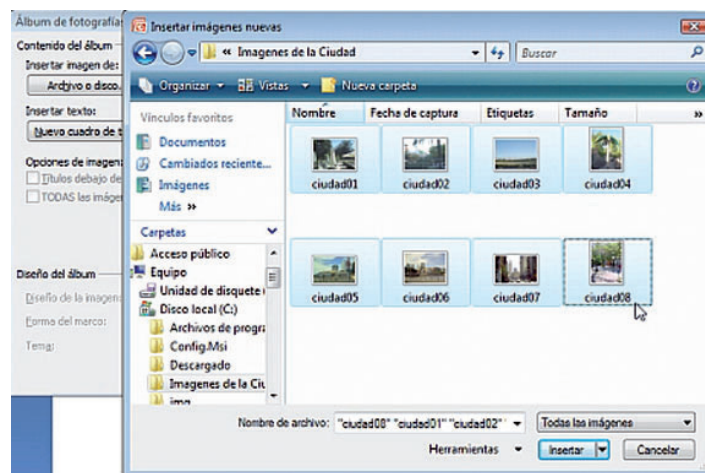 Álbum de fotografía
Contenido del álbum
Insertar imagen de:
Archivo o disco.
Insertar texto:
Nuevo cuadro de t
Opciones de imagen:
Títulos debajo de
TODAS las imáge
Diseño del álbum
Diseño de la imagen:
Forma del marco:
Tema:
Insertar imágenes nuevas
« Imagenes de la Ciudad
Buscar
Organizar Vistas Nueva carpeta
Vínculos favoritos
Documentos
Cambiados reciente...
Imágenes
Más »
Carpetas
Acceso público
Equipo
Unidad de disquete
Disco local (C:)
Archivos de progra
Config.Msi
Descargado
Imagenes de la Ciu
img
Nombre Fecha de captura Etiquetas Tamaño »
ciudad01 ciudad02 ciudad03 ciudad04
ciudad05 ciudad06 ciudad07 ciudad08
Nombre de archivo: "ciudad08" "ciudad01" "ciudad02" " Todas las imágenes
Herramientas Insertar Cancelar